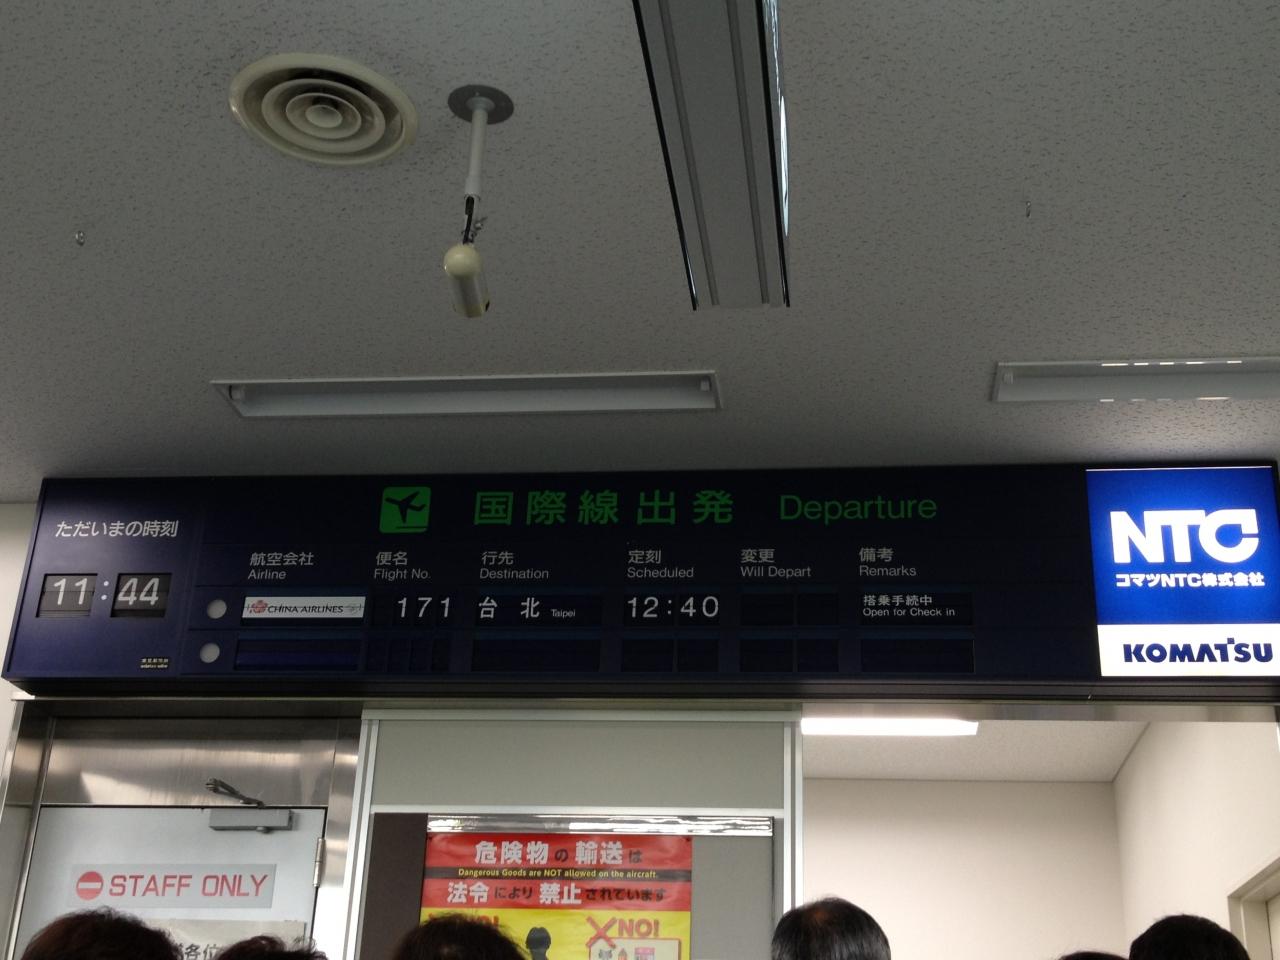 国際線出発 Departure
ただいまの時刻
11:44
航空会社 便名 行先 定刻 変更 備考
Airline Flight No. Destination Scheduled Will Depart Remarks
CHINA AIRLINES 171 台北 Taipei 12:40 搭乗手続中
Open for Check in
NTC
コマツNTC株式会社
KOMATSU
STAFF ONLY
各位
危険物の輸送は
Dangerous Goods are NOT allowed on the aircraft.
法令により禁止されています
NO!